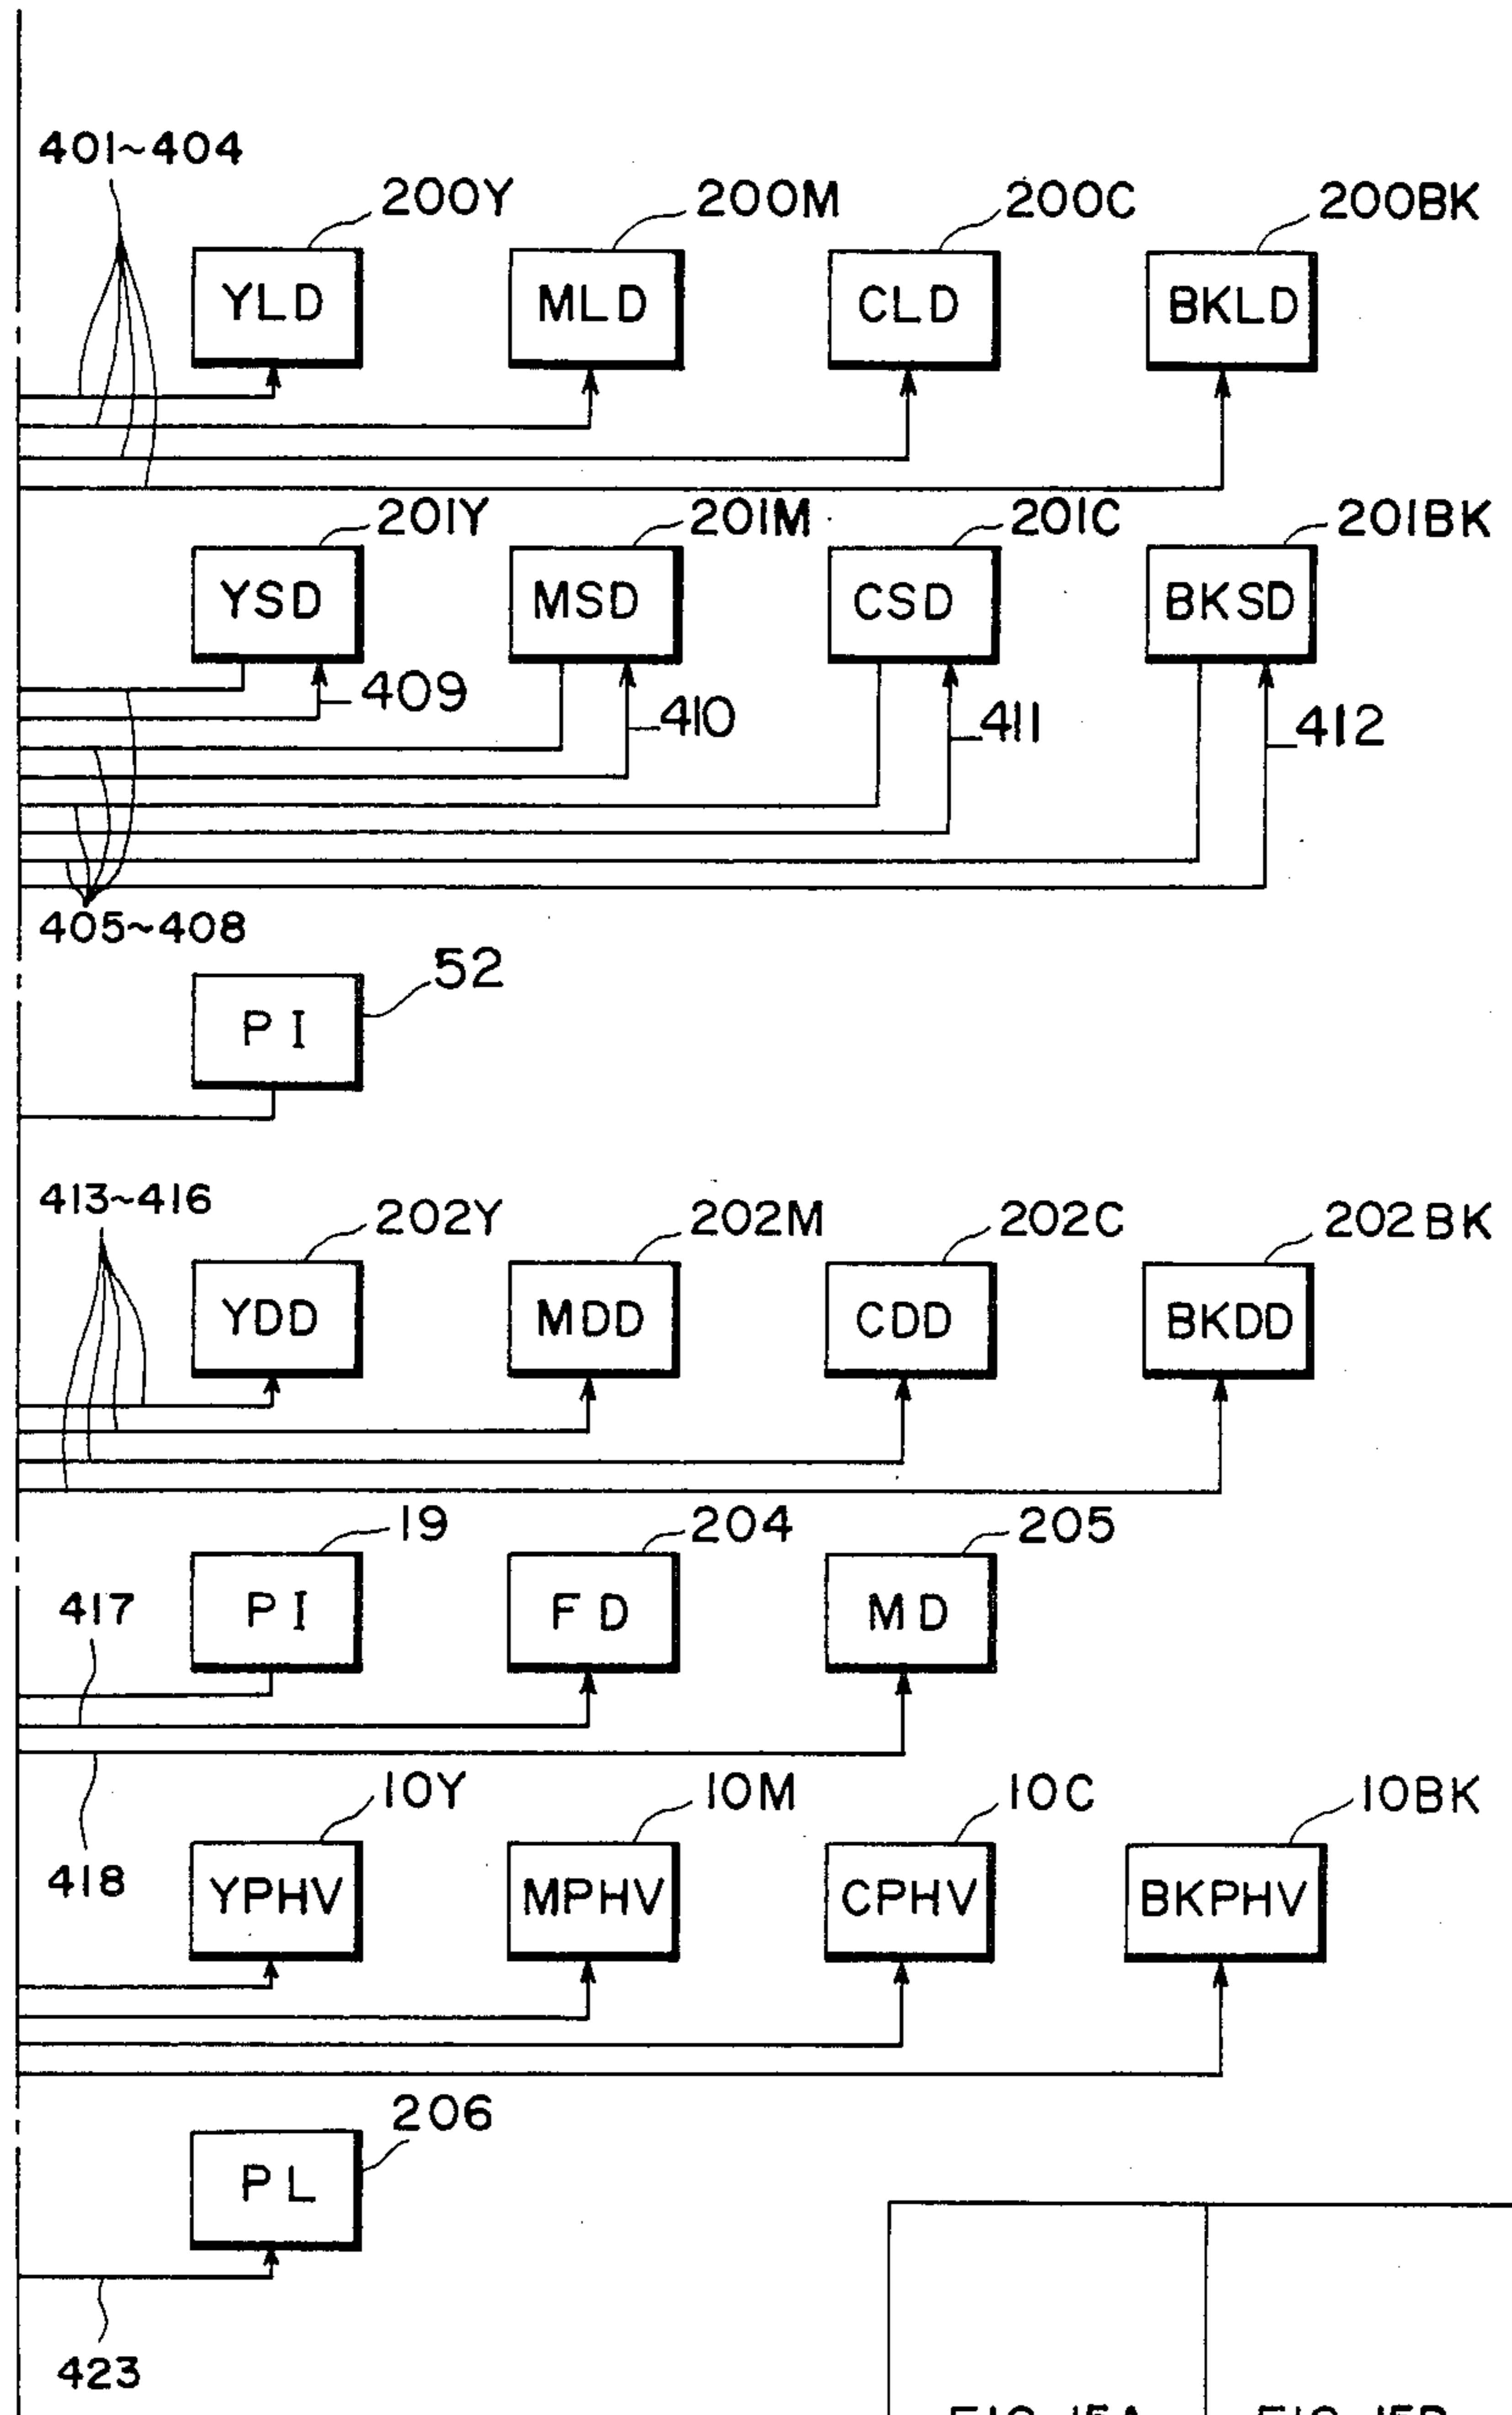 401~404
200Y 200M 200C 200BK
YLD MLD CLD BKLD
201Y 201M 201C 201BK
YSD MSD CSD BKSD
409 410 411 412
405~408
52
PI
413~416
202Y 202M 202C 202BK
YDD MDD CDD BKDD
19 204 205
417
PI FD MD
10Y 10M 10C 10BK
418
YPHV MPHV CPHV BKPHV
206
PL
423